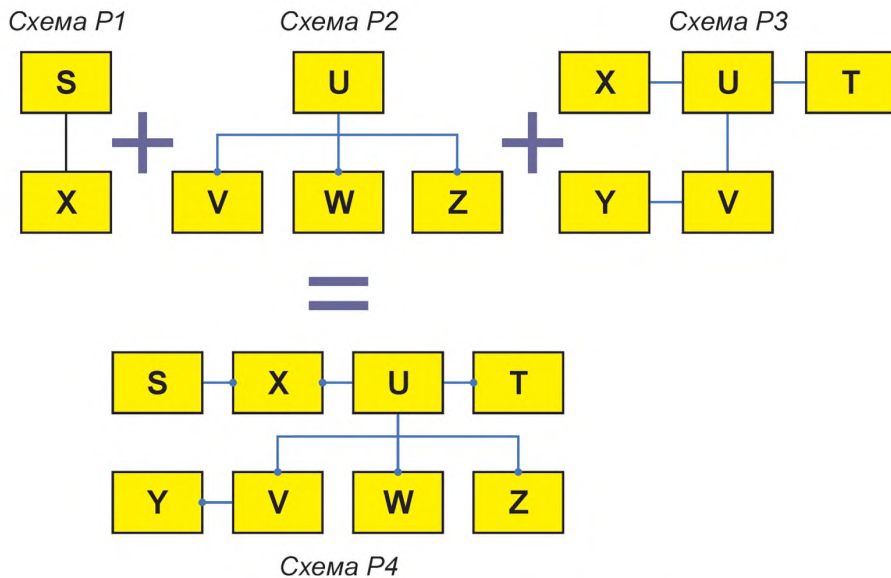 Схема P1
Схема P2
Схема P3
S
U
X U T
X
V W Z
Y V
S X U T
Y V W Z
Схема P4